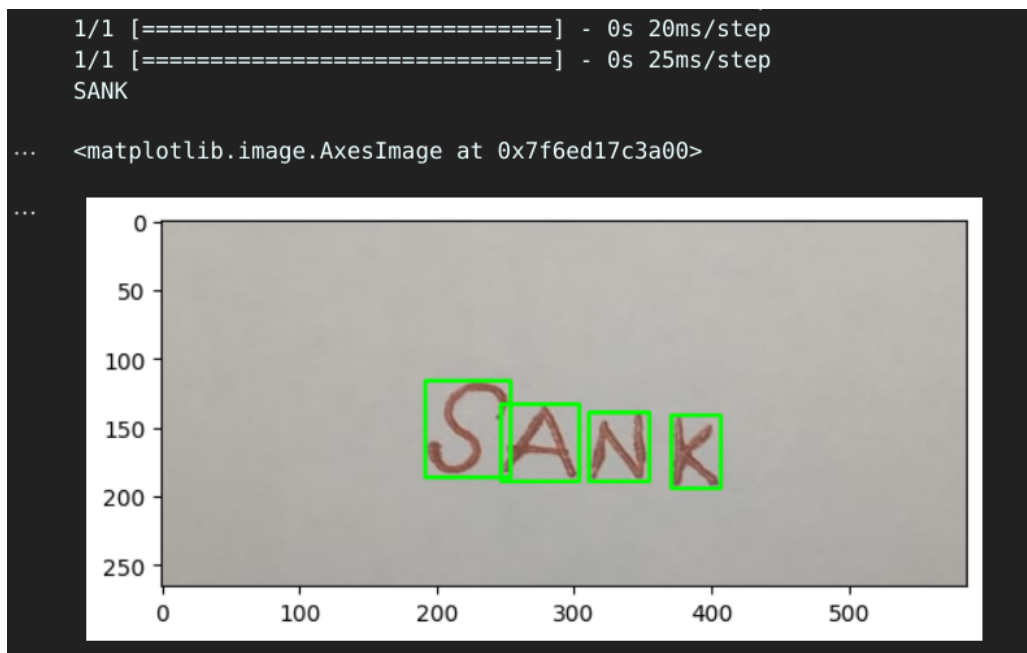 1/1 [==============================] - 0s 20ms/step
1/1 [==============================] - 0s 25ms/step
SANK
... <matplotlib.image.AxesImage at 0x7f6ed17c3a00>
...
0
50
100
150
200
250
SANK
0 100 200 300 400 500